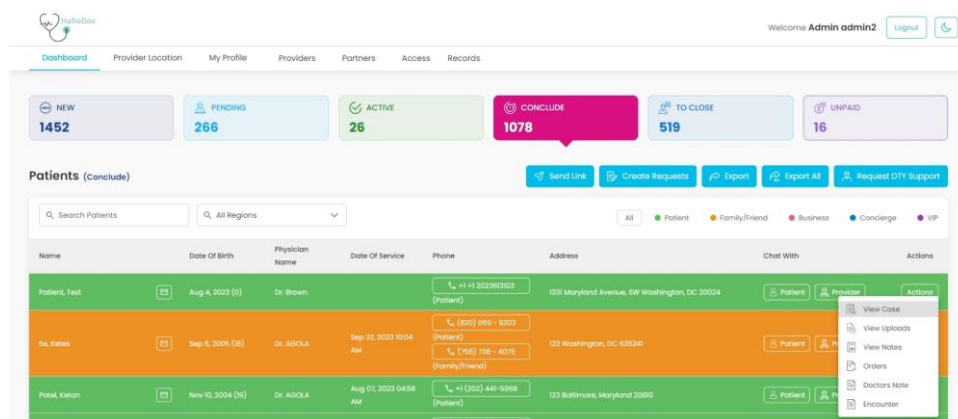 HalloDoc
Welcome Admin admin2
Logout
Dashboard Provider Location My Profile Providers Partners Access Records
NEW PENDING ACTIVE CONCLUDE TO CLOSE UNPAID
1452 266 26 1078 519 16
Patients (Conclude)
Send Link Create Requests Export Export All Request DTY Support
Search Patients All Regions All Patient Family/Friend Business Concierge VIP
Name Date Of Birth Physician Name Date Of Service Phone Address Chat With Actions
Patient, Test Aug 4, 2023 (0) Dr. Brown +1 +1 2023613103 1331 Maryland Avenue, SW Washington, DC 20024 Patient Provider Actions
(Patient)
View Case
View Uploads
View Notes
Orders
Doctors Note
Encounter
(820) 069 - 9203
Sa, Ketes Sep 6, 2005 (18) Dr. AGOLA Sep 22, 2023 10:04 AM (Patient) 123 Washington, DC 635241 Patient
(756) 738 - 4075
(Family/Friend)
Patel, Ketan Nov 10, 2004 (19) Dr. AGOLA Aug 07, 2023 04:56 AM +1 (202) 441-5968 123 Baltimore, Maryland 20810 Patient
(Patient)